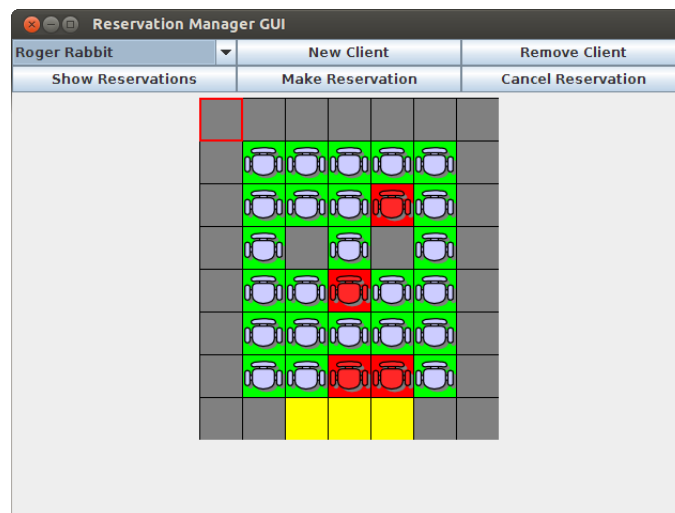 Reservation Manager GUI
Roger Rabbit New Client Remove Client
Show Reservations Make Reservation Cancel Reservation